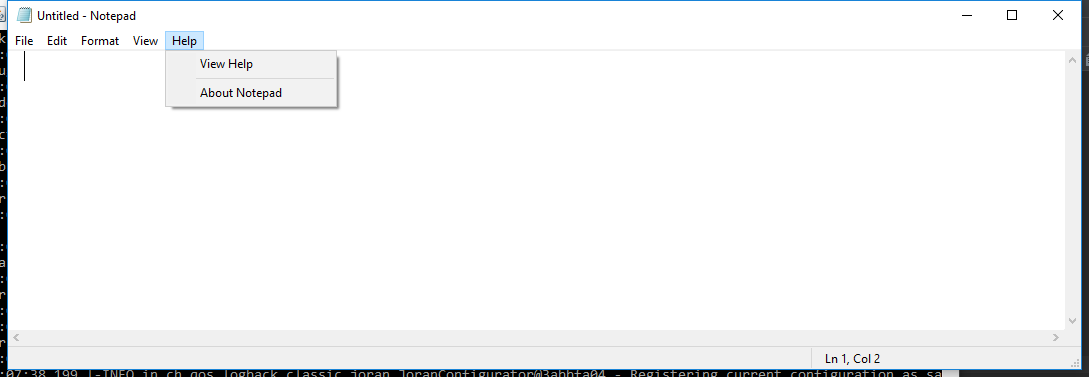 Untitled - Notepad
File Edit Format View Help
View Help
About Notepad
Ln 1, Col 2
:07:38,199 |-INFO in ch.qos.logback.classic.joran.JoranConfigurator@3abbfa04 - Registering current configuration as sa